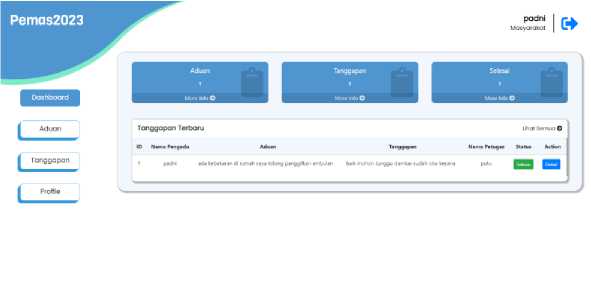 Pemas2023
padni
Masyarakat
Dashboard
Aduan
Tanggapan
Profile
Aduan
1
More Info
Tanggapan
1
More Info
Selesai
1
More Info
Tanggapan Terbaru
Lihat Semua
ID Nama Pengadu Aduan Tanggapan Nama Petugas Status Action
1 padni ada kebakaran di rumah saya tolong panggilkan ambulan baik mohon tunggu damkar sudah otw kesana putu Selesai Detail